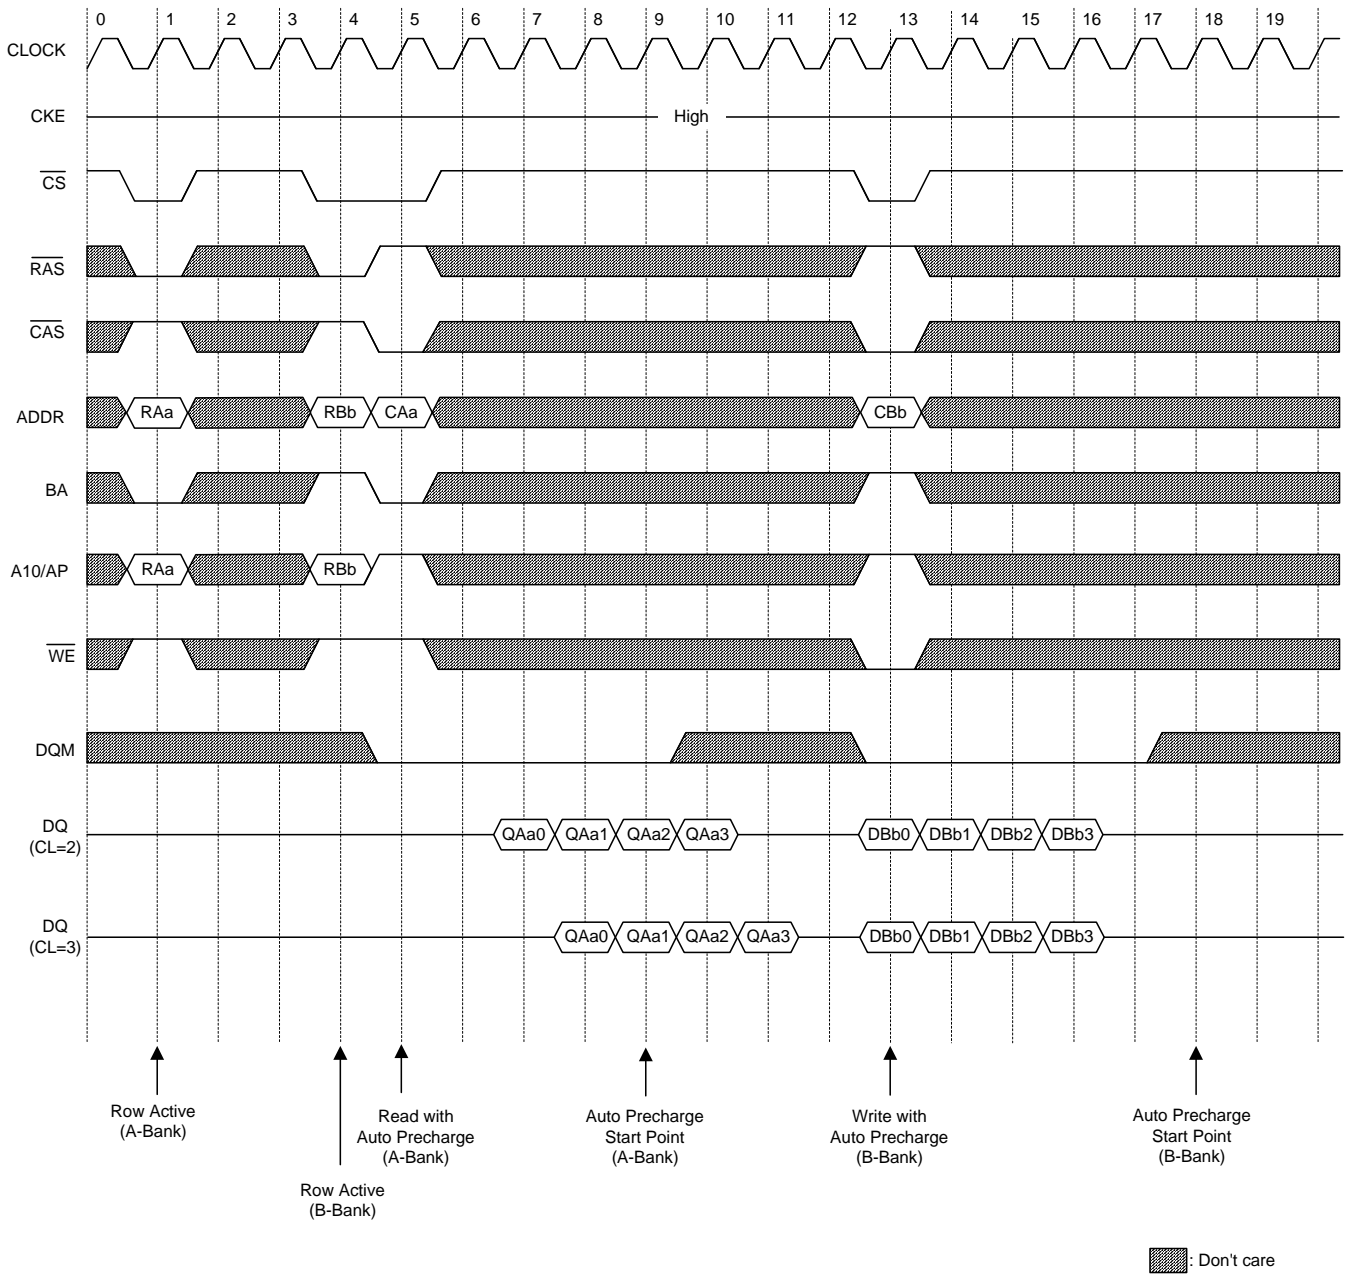 0 1 2 3 4 5 6 7 8 9 10 11 12 13 14 15 16 17 18 19
CLOCK
CKE High
CS
RAS
CAS
ADDR RAa RBb CAa CBb
BA
A10/AP RAa RBb
WE
DQM
DQ
(CL=2) QAa0 QAa1 QAa2 QAa3 DBb0 DBb1 DBb2 DBb3
DQ
(CL=3) QAa0 QAa1 QAa2 QAa3 DBb0 DBb1 DBb2 DBb3
Row Active
(A-Bank)
Row Active
(B-Bank)
Read with
Auto Precharge
(A-Bank)
Auto Precharge
Start Point
(A-Bank)
Write with
Auto Precharge
(B-Bank)
Auto Precharge
Start Point
(B-Bank)
: Don't care